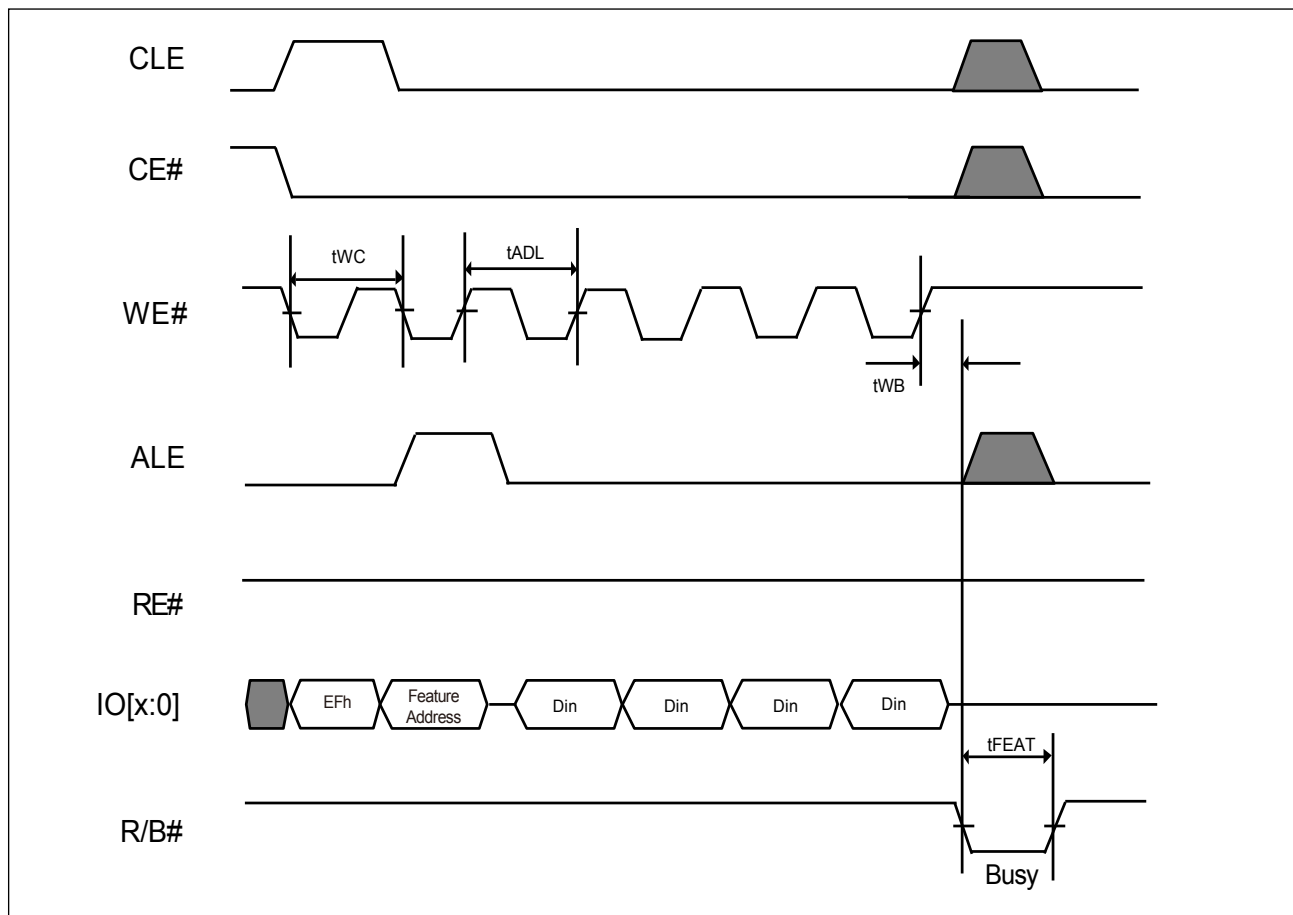 CLE
CE#
tWC
tADL
WE#
tWB
ALE
RE#
IO[x:0]
EFh
Feature
Address
Din
Din
Din
Din
tFEAT
R/B#
Busy